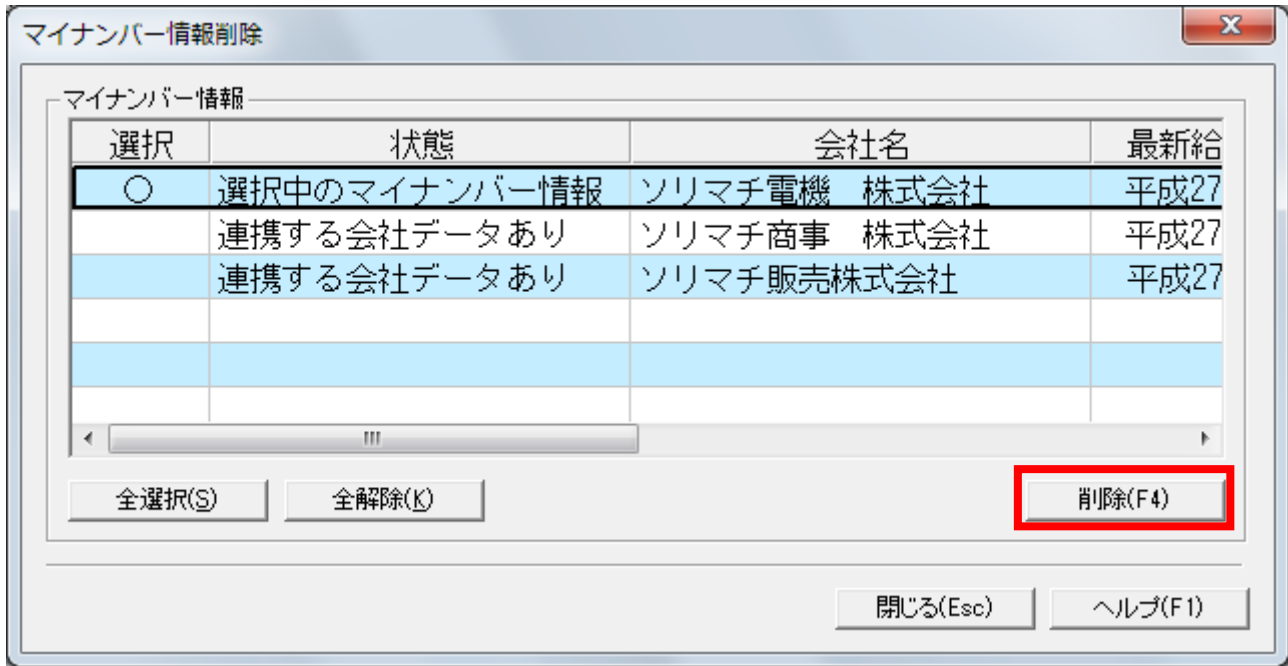 マイナンバー情報削除
マイナンバー情報
選択 状態 会社名 最新給
○ 選択中のマイナンバー情報 ソリマチ電機 株式会社 平成27
連携する会社データあり ソリマチ商事 株式会社 平成27
連携する会社データあり ソリマチ販売株式会社 平成27
全選択(S) 全解除(K) 削除(F4)
閉じる(Esc) ヘルプ(F1)